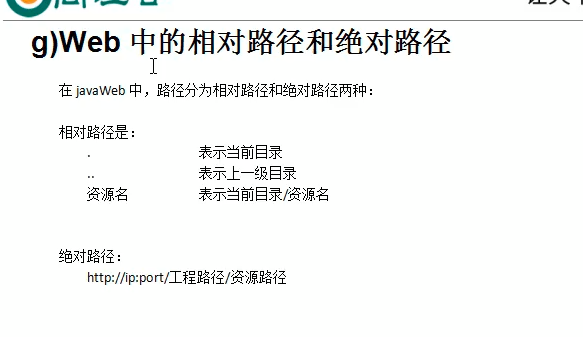 g)Web 中的相对路径和绝对路径
在 javaWeb 中，路径分为相对路径和绝对路径两种：
相对路径是：
. 表示当前目录
.. 表示上一级目录
资源名 表示当前目录/资源名
绝对路径：
http://ip:port/工程路径/资源路径